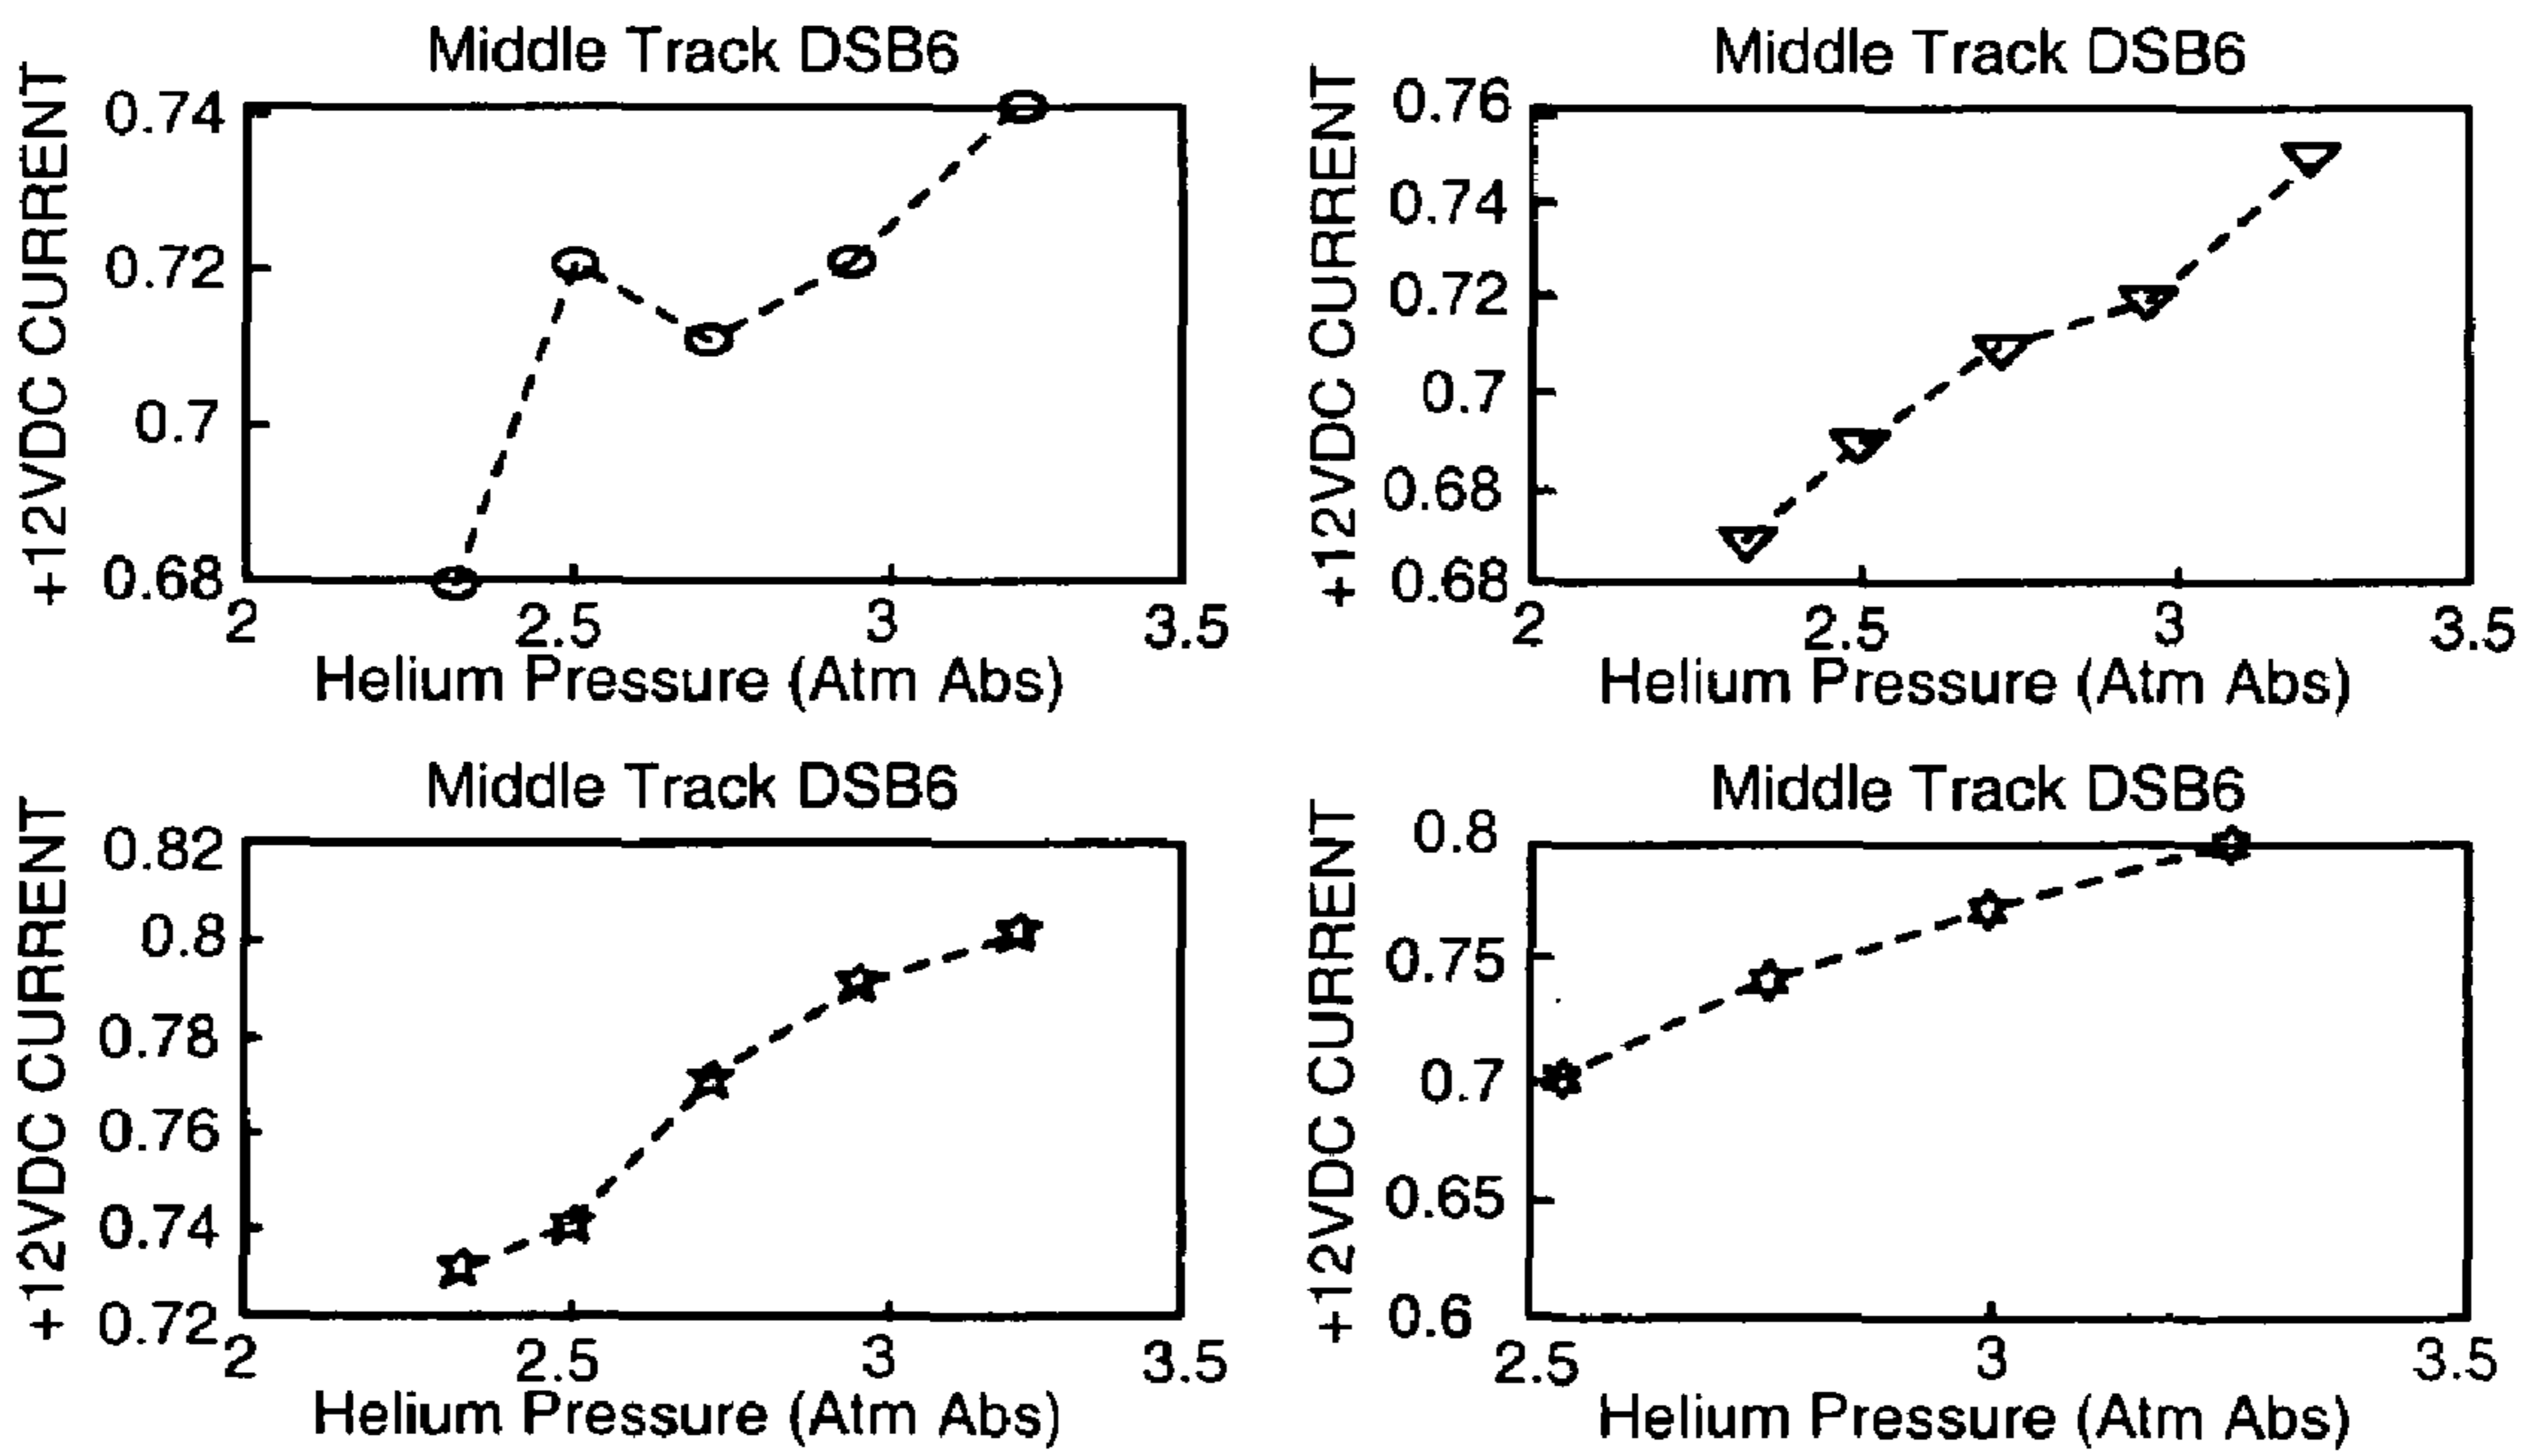 Middle Track DSB6
+12VDC CURRENT
0.74
0.72
0.7
0.68
2 2.5 3 3.5
Helium Pressure (Atm Abs)
Middle Track DSB6
+12VDC CURRENT
0.76
0.74
0.72
0.7
0.68
0.68
2 2.5 3 3.5
Helium Pressure (Atm Abs)
Middle Track DSB6
+12VDC CURRENT
0.82
0.8
0.78
0.76
0.74
0.72
2 2.5 3 3.5
Helium Pressure (Atm Abs)
Middle Track DSB6
+12VDC CURRENT
0.8
0.75
0.7
0.65
0.6
2.5 3 3.5
Helium Pressure (Atm Abs)